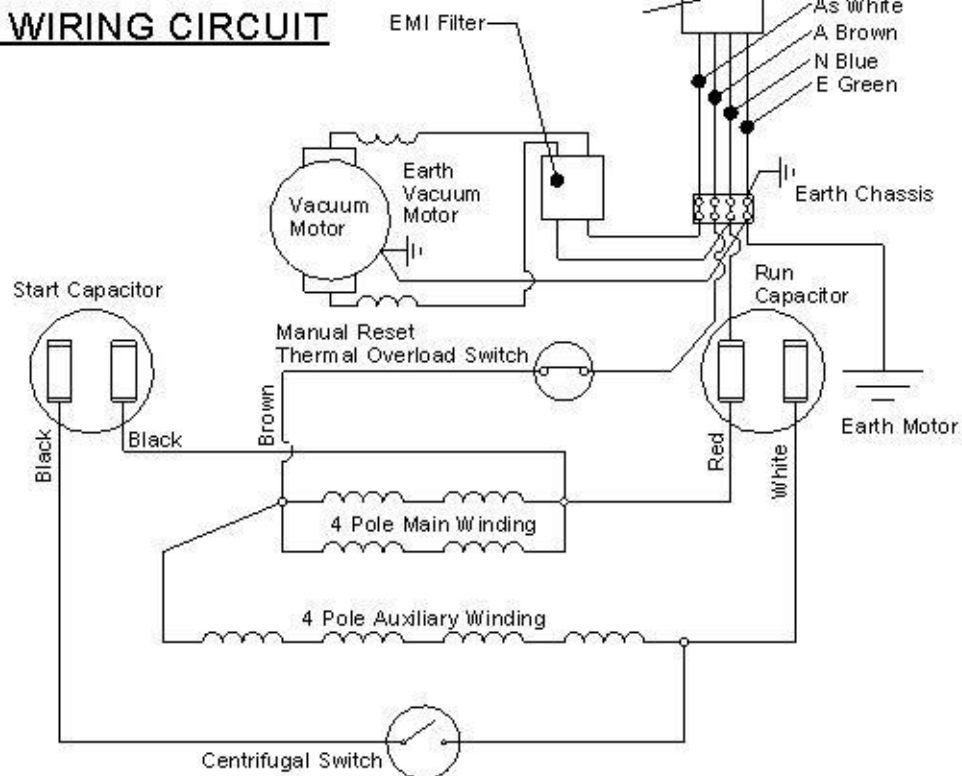 WIRING CIRCUIT
EMI Filter
As White
A Brown
N Blue
E Green
Earth
Vacuum
Motor
Vacuum
Motor
Earth Chassis
Start Capacitor
Run
Capacitor
Manual Reset
Thermal Overload Switch
Brown
Black
Black
Red
White
Earth Motor
4 Pole Main Winding
4 Pole Auxiliary Winding
Centrifugal Switch